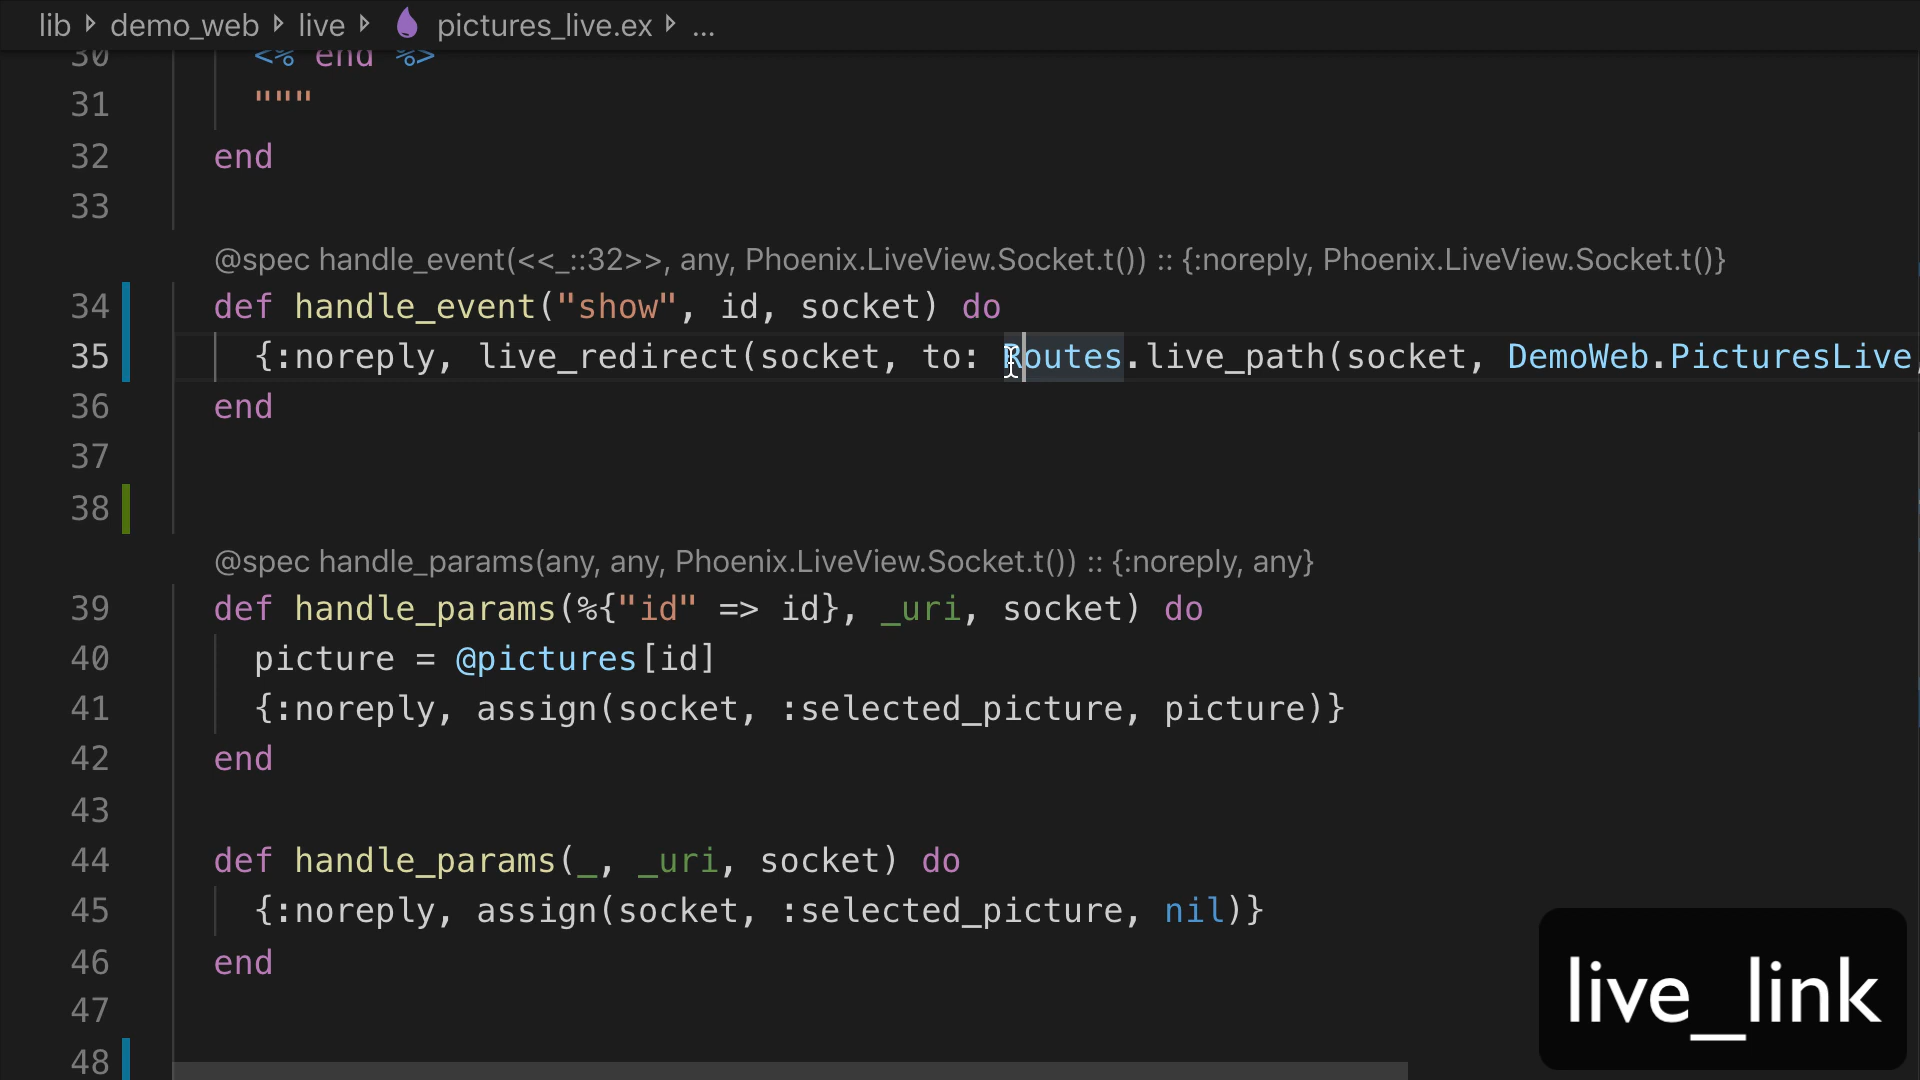 lib demo_web live pictures_live.ex ...
30 <% end %>
31 """
32 end
33
@spec handle_event(<<_::32>>, any, Phoenix.LiveView.Socket.t()) :: {:noreply, Phoenix.LiveView.Socket.t()}
34 def handle_event("show", id, socket) do
35 {:noreply, live_redirect(socket, to: Routes.live_path(socket, DemoWeb.PicturesLive,
36 end
37
38
@spec handle_params(any, any, Phoenix.LiveView.Socket.t()) :: {:noreply, any}
39 def handle_params(%{"id" => id}, _uri, socket) do
40 picture = @pictures[id]
41 {:noreply, assign(socket, :selected_picture, picture)}
42 end
43
44 def handle_params(_, _uri, socket) do
45 {:noreply, assign(socket, :selected_picture, nil)}
46 end
47
48
live_link